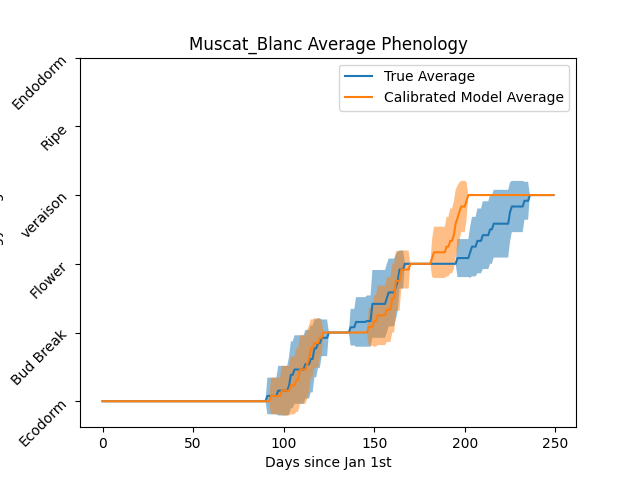 Muscat_Blanc Average Phenology
True Average
Calibrated Model Average
Endodorm
Ripe
veraison
Flower
Bud Break
Ecodorm
0 50 100 150 200 250
Days since Jan 1st